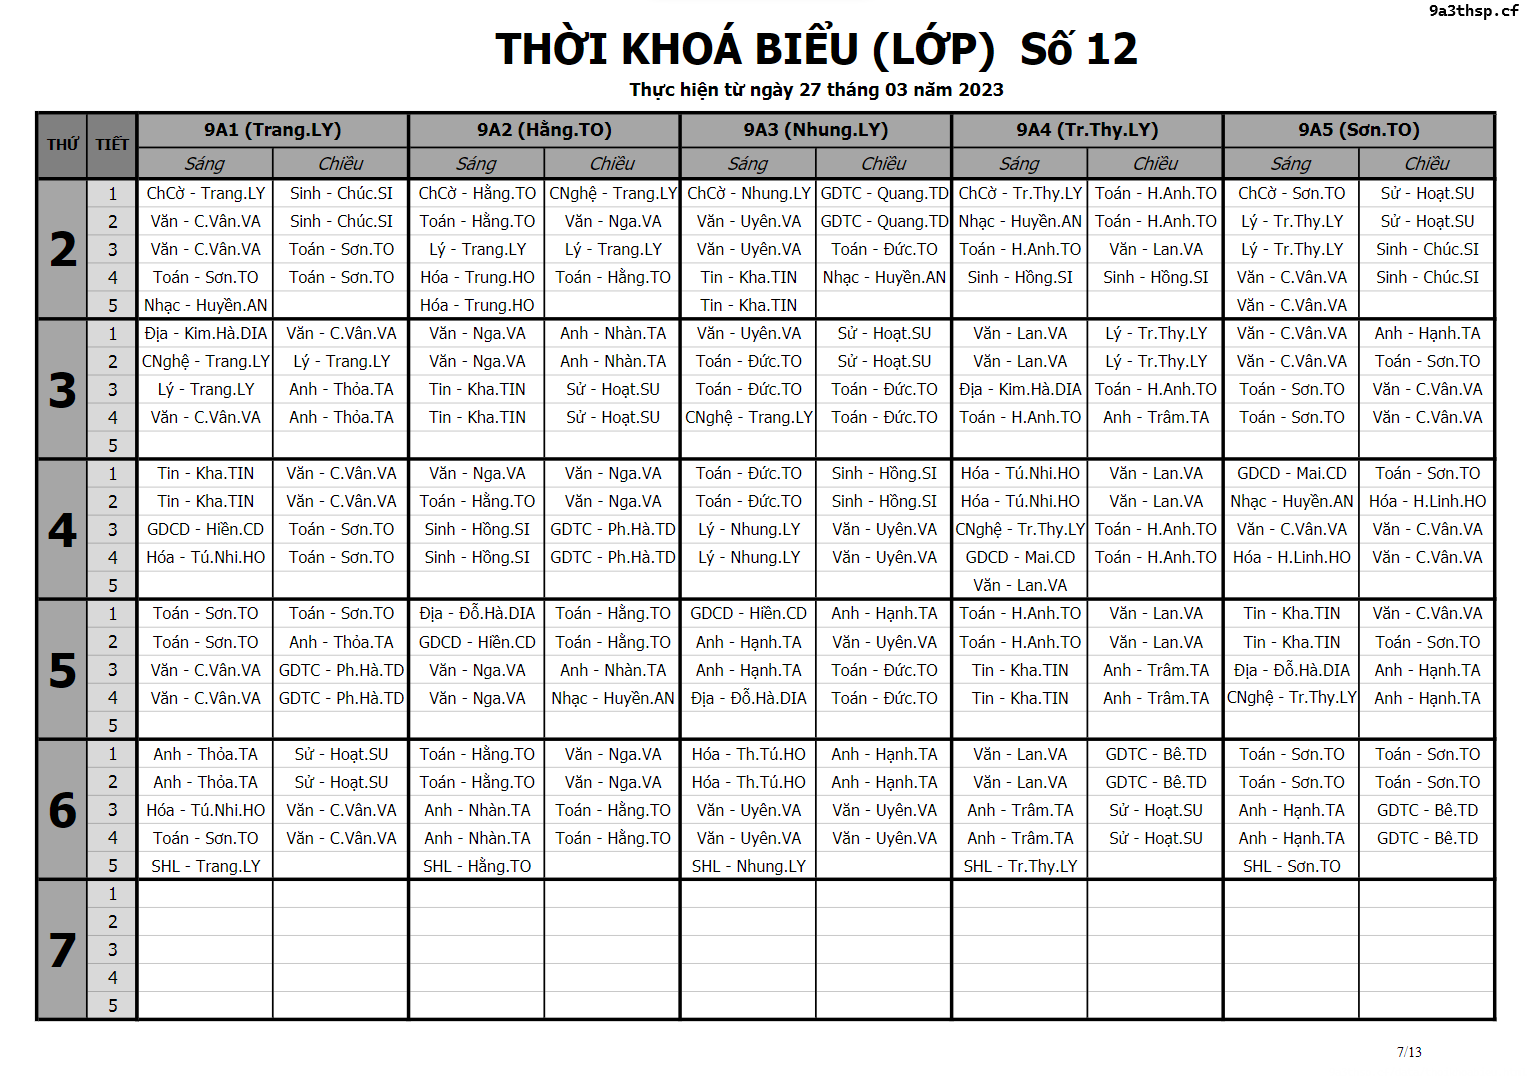 9a3thsp.cf
THỜI KHOÁ BIỂU (LỚP) Số 12
Thực hiện từ ngày 27 tháng 03 năm 2023
THỨ TIẾT 9A1 (Trang.LY) 9A2 (Hằng.TO) 9A3 (Nhung.LY) 9A4 (Tr.Thy.LY) 9A5 (Sơn.TO)
Sáng Chiều Sáng Chiều Sáng Chiều Sáng Chiều Sáng Chiều
2
1 ChCờ - Trang.LY Sinh - Chúc.SI ChCờ - Hằng.TO CNghệ - Trang.LY ChCờ - Nhung.LY GDTC - Quang.TD ChCờ - Tr.Thy.LY Toán - H.Anh.TO ChCờ - Sơn.TO Sử - Hoạt.SU
2 Văn - C.Vân.VA Sinh - Chúc.SI Toán - Hằng.TO Văn - Nga.VA Văn - Uyên.VA GDTC - Quang.TD Nhạc - Huyền.AN Toán - H.Anh.TO Lý - Tr.Thy.LY Sử - Hoạt.SU
3 Văn - C.Vân.VA Toán - Sơn.TO Lý - Trang.LY Lý - Trang.LY Văn - Uyên.VA Toán - Đức.TO Toán - H.Anh.TO Văn - Lan.VA Lý - Tr.Thy.LY Sinh - Chúc.SI
4 Toán - Sơn.TO Toán - Sơn.TO Hóa - Trung.HO Toán - Hằng.TO Tin - Kha.TIN Nhạc - Huyền.AN Sinh - Hồng.SI Sinh - Hồng.SI Văn - C.Vân.VA Sinh - Chúc.SI
5 Nhạc - Huyền.AN Hóa - Trung.HO Tin - Kha.TIN Văn - C.Vân.VA
3
1 Địa - Kim.Hà.DIA Văn - C.Vân.VA Văn - Nga.VA Anh - Nhàn.TA Văn - Uyên.VA Sử - Hoạt.SU Văn - Lan.VA Lý - Tr.Thy.LY Văn - C.Vân.VA Anh - Hạnh.TA
2 CNghệ - Trang.LY Lý - Trang.LY Văn - Nga.VA Anh - Nhàn.TA Toán - Đức.TO Sử - Hoạt.SU Văn - Lan.VA Lý - Tr.Thy.LY Văn - C.Vân.VA Toán - Sơn.TO
3 Lý - Trang.LY Anh - Thỏa.TA Tin - Kha.TIN Sử - Hoạt.SU Toán - Đức.TO Toán - Đức.TO Địa - Kim.Hà.DIA Toán - H.Anh.TO Toán - Sơn.TO Văn - C.Vân.VA
4 Văn - C.Vân.VA Anh - Thỏa.TA Tin - Kha.TIN Sử - Hoạt.SU CNghệ - Trang.LY Toán - Đức.TO Toán - H.Anh.TO Anh - Trâm.TA Toán - Sơn.TO Văn - C.Vân.VA
5
4
1 Tin - Kha.TIN Văn - C.Vân.VA Văn - Nga.VA Văn - Nga.VA Toán - Đức.TO Sinh - Hồng.SI Hóa - Tú.Nhi.HO Văn - Lan.VA GDCD - Mai.CD Toán - Sơn.TO
2 Tin - Kha.TIN Văn - C.Vân.VA Toán - Hằng.TO Văn - Nga.VA Toán - Đức.TO Sinh - Hồng.SI Hóa - Tú.Nhi.HO Văn - Lan.VA Nhạc - Huyền.AN Hóa - H.Linh.HO
3 GDCD - Hiền.CD Toán - Sơn.TO Sinh - Hồng.SI GDTC - Ph.Hà.TD Lý - Nhung.LY Văn - Uyên.VA CNghệ - Tr.Thy.LY Toán - H.Anh.TO Văn - C.Vân.VA Văn - C.Vân.VA
4 Hóa - Tú.Nhi.HO Toán - Sơn.TO Sinh - Hồng.SI GDTC - Ph.Hà.TD Lý - Nhung.LY Văn - Uyên.VA GDCD - Mai.CD Toán - H.Anh.TO Hóa - H.Linh.HO Văn - C.Vân.VA
5 Văn - Lan.VA
5
1 Toán - Sơn.TO Toán - Sơn.TO Địa - Đỗ.Hà.DIA Toán - Hằng.TO GDCD - Hiền.CD Anh - Hạnh.TA Toán - H.Anh.TO Văn - Lan.VA Tin - Kha.TIN Văn - C.Vân.VA
2 Toán - Sơn.TO Anh - Thỏa.TA GDCD - Hiền.CD Toán - Hằng.TO Anh - Hạnh.TA Văn - Uyên.VA Toán - H.Anh.TO Văn - Lan.VA Tin - Kha.TIN Toán - Sơn.TO
3 Văn - C.Vân.VA GDTC - Ph.Hà.TD Văn - Nga.VA Anh - Nhàn.TA Anh - Hạnh.TA Toán - Đức.TO Tin - Kha.TIN Anh - Trâm.TA Địa - Đỗ.Hà.DIA Anh - Hạnh.TA
4 Văn - C.Vân.VA GDTC - Ph.Hà.TD Văn - Nga.VA Nhạc - Huyền.AN Địa - Đỗ.Hà.DIA Toán - Đức.TO Tin - Kha.TIN Anh - Trâm.TA CNghệ - Tr.Thy.LY Anh - Hạnh.TA
5
6
1 Anh - Thỏa.TA Sử - Hoạt.SU Toán - Hằng.TO Văn - Nga.VA Hóa - Th.Tú.HO Anh - Hạnh.TA Văn - Lan.VA GDTC - Bê.TD Toán - Sơn.TO Toán - Sơn.TO
2 Anh - Thỏa.TA Sử - Hoạt.SU Toán - Hằng.TO Văn - Nga.VA Hóa - Th.Tú.HO Anh - Hạnh.TA Văn - Lan.VA GDTC - Bê.TD Toán - Sơn.TO Toán - Sơn.TO
3 Hóa - Tú.Nhi.HO Văn - C.Vân.VA Anh - Nhàn.TA Toán - Hằng.TO Văn - Uyên.VA Văn - Uyên.VA Anh - Trâm.TA Sử - Hoạt.SU Anh - Hạnh.TA GDTC - Bê.TD
4 Toán - Sơn.TO Văn - C.Vân.VA Anh - Nhàn.TA Toán - Hằng.TO Văn - Uyên.VA Văn - Uyên.VA Anh - Trâm.TA Sử - Hoạt.SU Anh - Hạnh.TA GDTC - Bê.TD
5 SHL - Trang.LY SHL - Hằng.TO SHL - Nhung.LY SHL - Tr.Thy.LY SHL - Sơn.TO
7
1
2
3
4
5
7/13